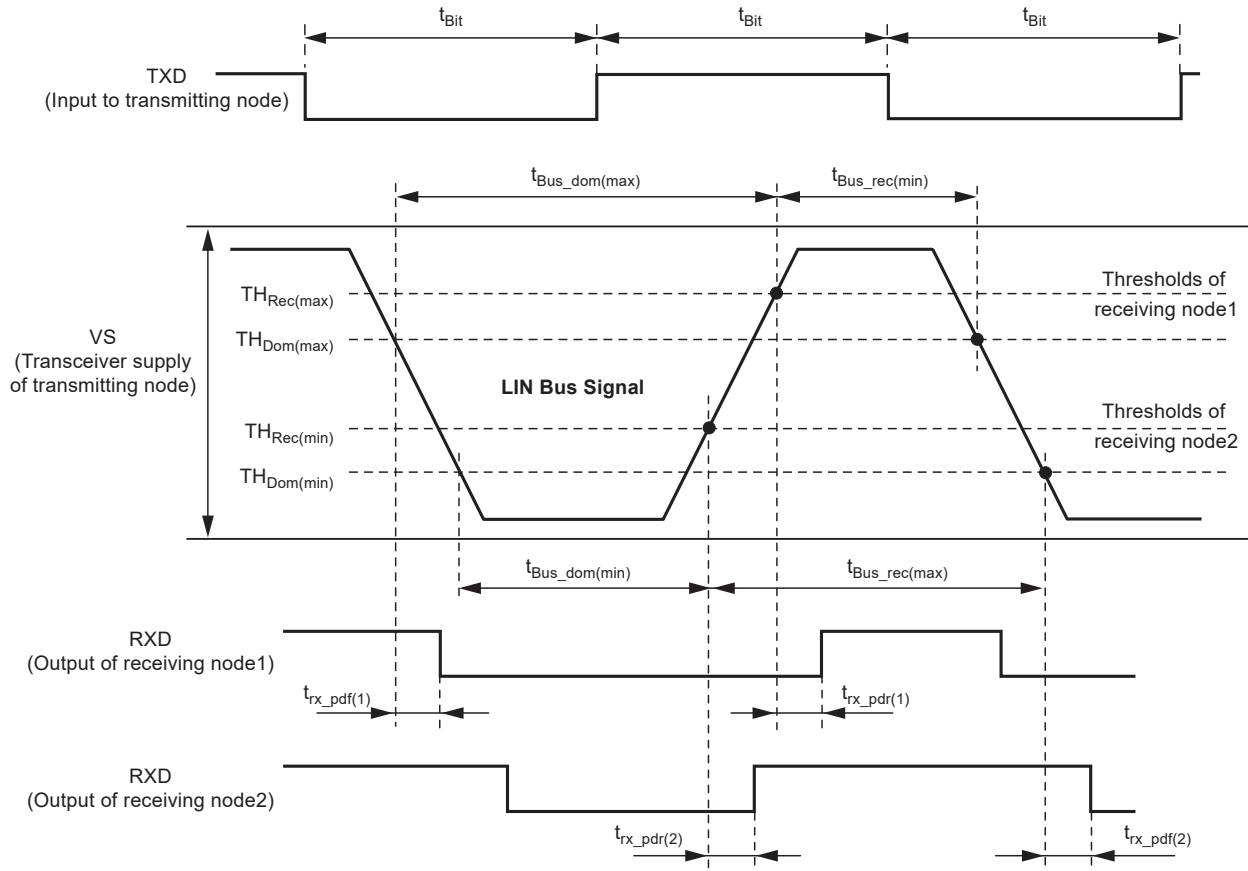 tBit
tBit
tBit
TXD
(Input to transmitting node)
tBus_dom(max)
tBus_rec(min)
THRec(max)
Thresholds of
receiving node1
THDom(max)
VS
(Transceiver supply
of transmitting node)
LIN Bus Signal
THRec(min)
Thresholds of
receiving node2
THDom(min)
tBus_dom(min)
tBus_rec(max)
RXD
(Output of receiving node1)
trx_pdf(1)
trx_pdr(1)
RXD
(Output of receiving node2)
trx_pdr(2)
trx_pdf(2)